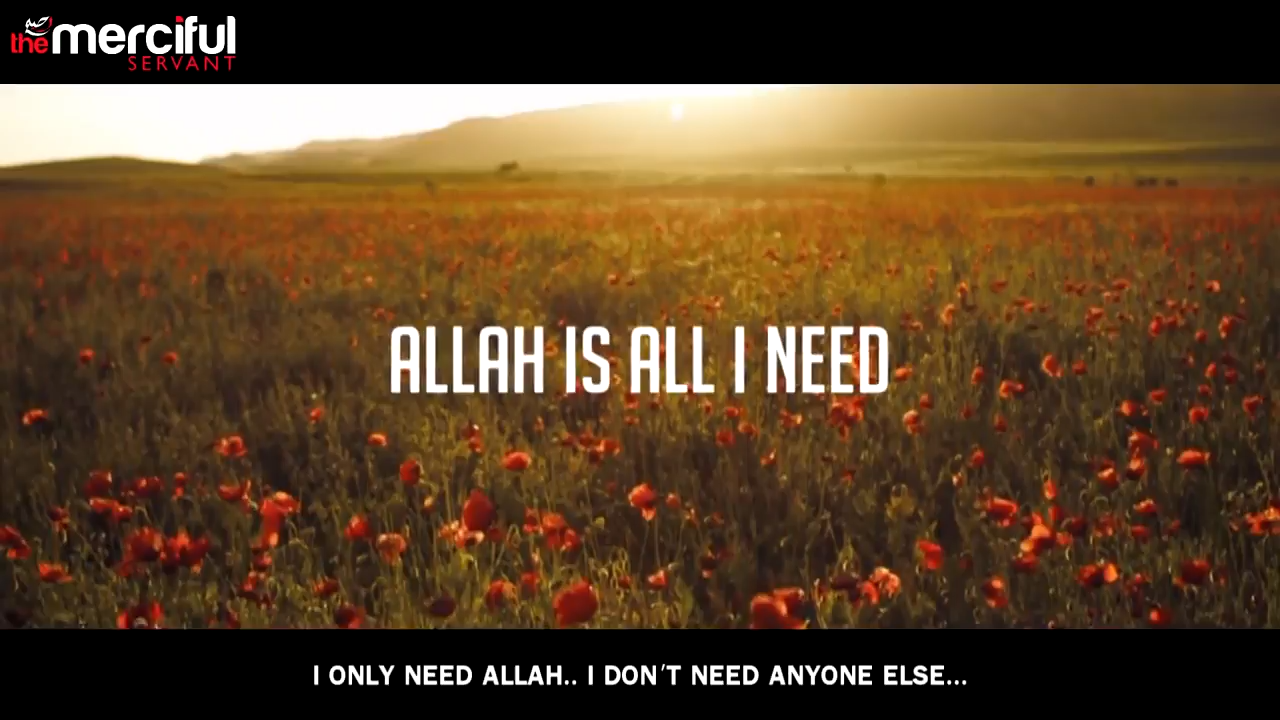 the merciful
SERVANT
ALLAH IS ALL I NEED
I ONLY NEED ALLAH.. I DON'T NEED ANYONE ELSE...